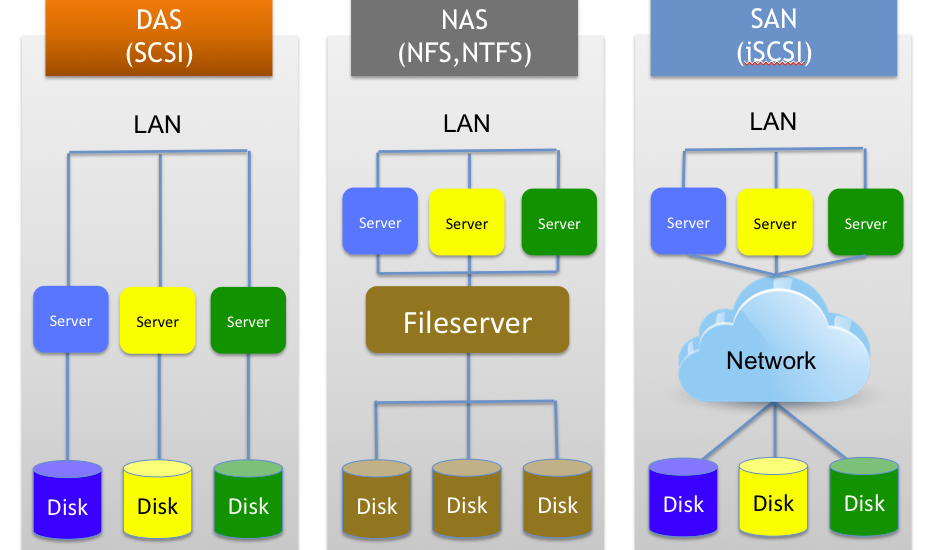 DAS
(SCSI)
LAN
Server
Server
Server
Disk
Disk
Disk
NAS
(NFS,NTFS)
LAN
Server
Server
Server
Fileserver
Disk
Disk
Disk
SAN
(iSCSI)
LAN
Server
Server
Server
Network
Disk
Disk
Disk